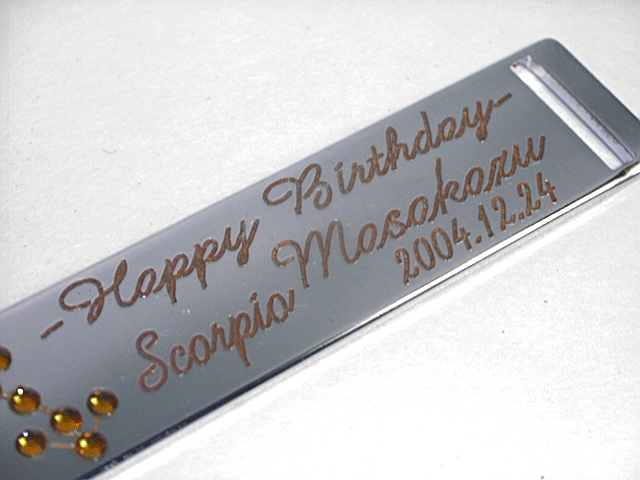 -Happy Birthday-
Scorpio Masakazu
2004.12.24